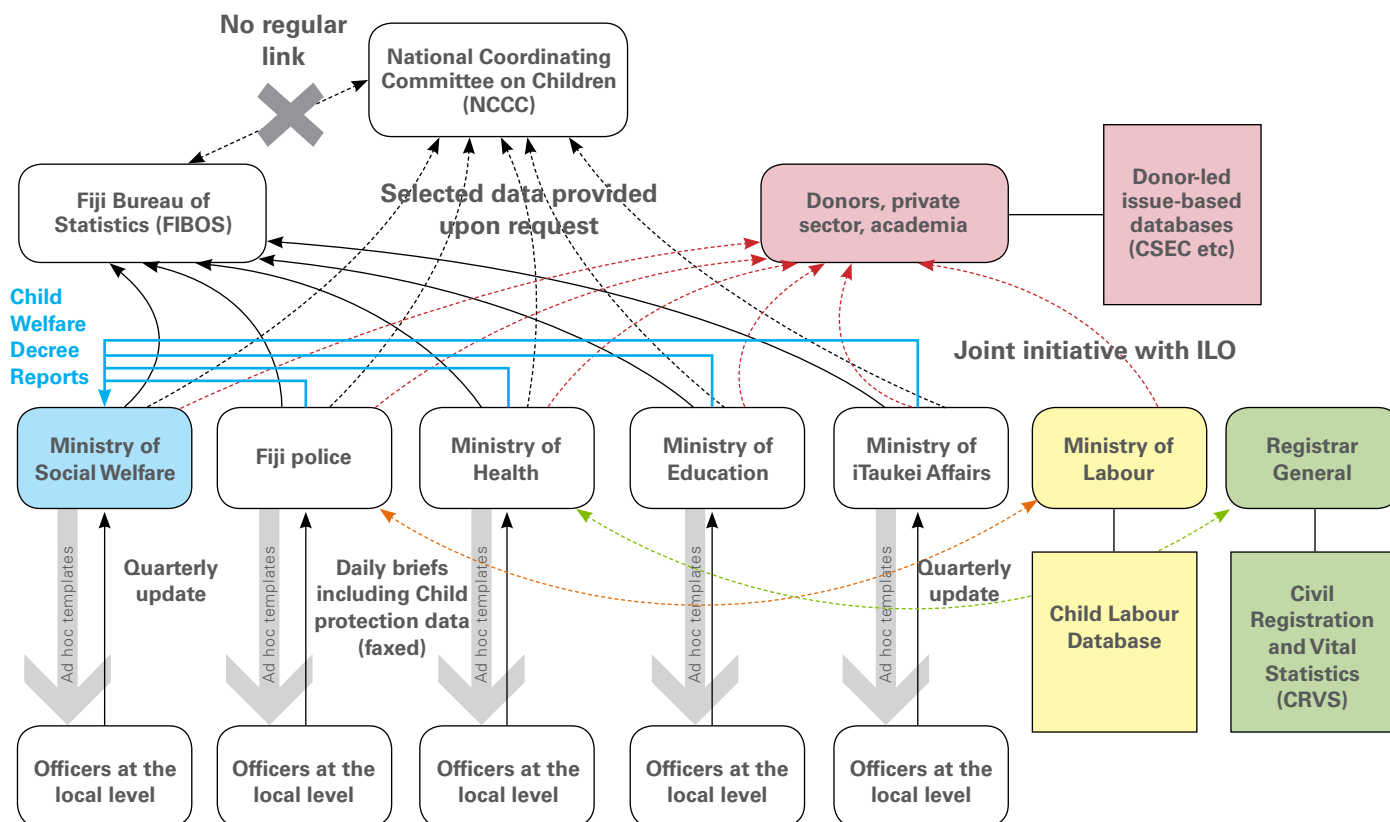 No regular
link
National Coordinating
Committee on Children
(NCCC)
Fiji Bureau of
Statistics (FIBOS)
Selected data provided
upon request
Donors, private
sector, academia
Donor-led
issue-based
databases
(CSEC etc)
Child
Welfare
Decree
Reports
Joint initiative with ILO
Ministry of
Social Welfare
Fiji police
Ministry of
Health
Ministry of
Education
Ministry of
iTaukei Affairs
Ministry of
Labour
Registrar
General
Ad hoc templates
Quarterly
update
Ad hoc templates
Daily briefs
including Child
protection data
(faxed)
Ad hoc templates
Ad hoc templates
Ad hoc templates
Quarterly
update
Child Labour
Database
Civil
Registration
and Vital
Statistics
(CRVS)
Officers at the
local level
Officers at the
local level
Officers at the
local level
Officers at the
local level
Officers at the
local level